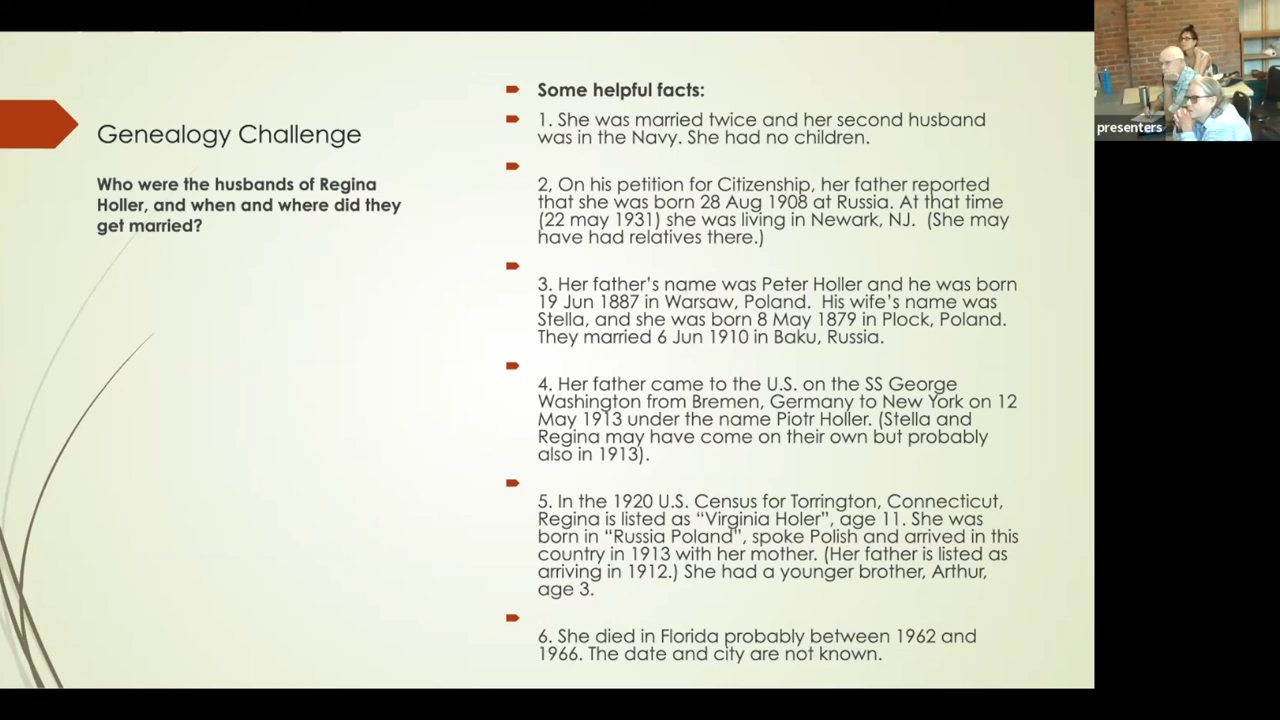 Genealogy Challenge
Who were the husbands of Regina
Holler, and when and where did they
get married?
Some helpful facts:
1. She was married twice and her second husband
was in the Navy. She had no children.
2, On his petition for Citizenship, her father reported
that she was born 28 Aug 1908 at Russia. At that time
(22 may 1931) she was living in Newark, NJ. (She may
have had relatives there.)
3. Her father’s name was Peter Holler and he was born
19 Jun 1887 in Warsaw, Poland. His wife’s name was
Stella, and she was born 8 May 1879 in Plock, Poland.
They married 6 Jun 1910 in Baku, Russia.
4. Her father came to the U.S. on the SS George
Washington from Bremen, Germany to New York on 12
May 1913 under the name Piotr Holler. (Stella and
Regina may have come on their own but probably
also in 1913).
5. In the 1920 U.S. Census for Torrington, Connecticut,
Regina is listed as “Virginia Holer”, age 11. She was
born in “Russia Poland”, spoke Polish and arrived in this
country in 1913 with her mother. (Her father is listed as
arriving in 1912.) She had a younger brother, Arthur,
age 3.
6. She died in Florida probably between 1962 and
1966. The date and city are not known.
presenters